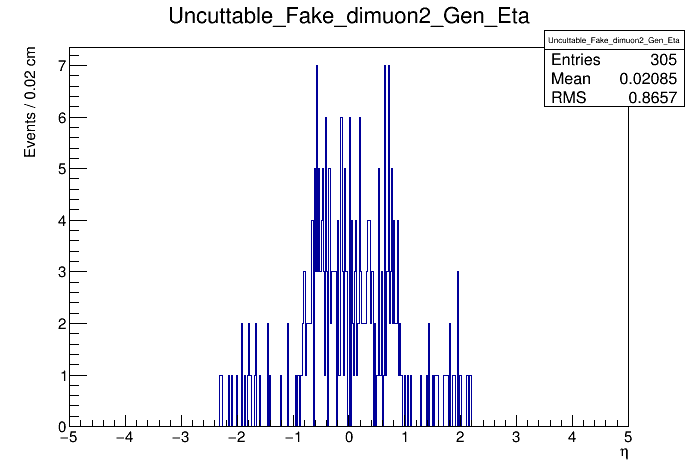 Uncuttable_Fake_dimuon2_Gen_Eta
Uncuttable_Fake_dimuon2_Gen_Eta
Entries 305
Mean 0.02085
RMS 0.8657
Events / 0.02 cm
7
6
5
4
3
2
1
0
−5 −4 −3 −2 −1 0 1 2 3 4 5
η